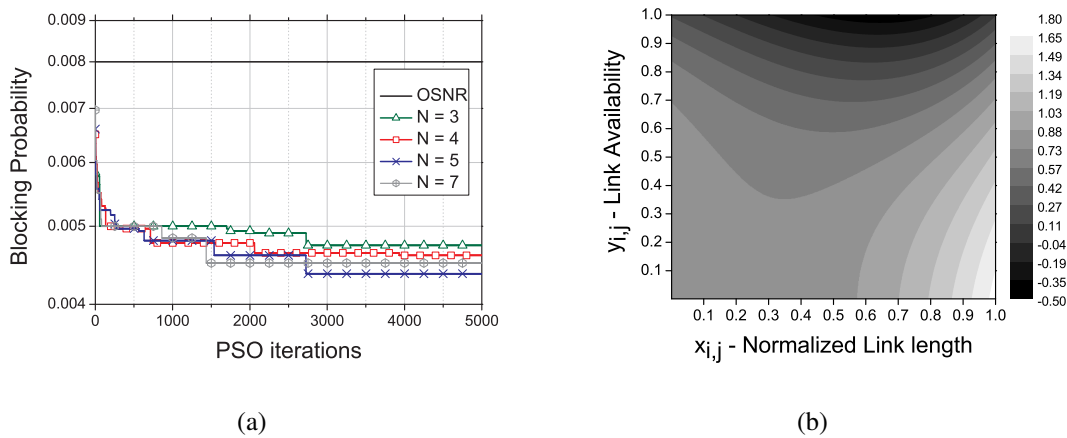 0.009
0.008
0.007
0.006
0.005
0.004
Blocking Probability
OSNR
N = 3
N = 4
N = 5
N = 7
0 1000 2000 3000 4000 5000
PSO iterations
(a)
1.0
0.9
0.8
0.7
0.6
0.5
0.4
0.3
0.2
0.1
yi,j - Link Availability
0.1 0.2 0.3 0.4 0.5 0.6 0.7 0.8 0.9 1.0
xi,j - Normalized Link length
1.80
1.65
1.49
1.34
1.19
1.03
0.88
0.73
0.57
0.42
0.27
0.11
-0.04
-0.19
-0.35
-0.50
(b)